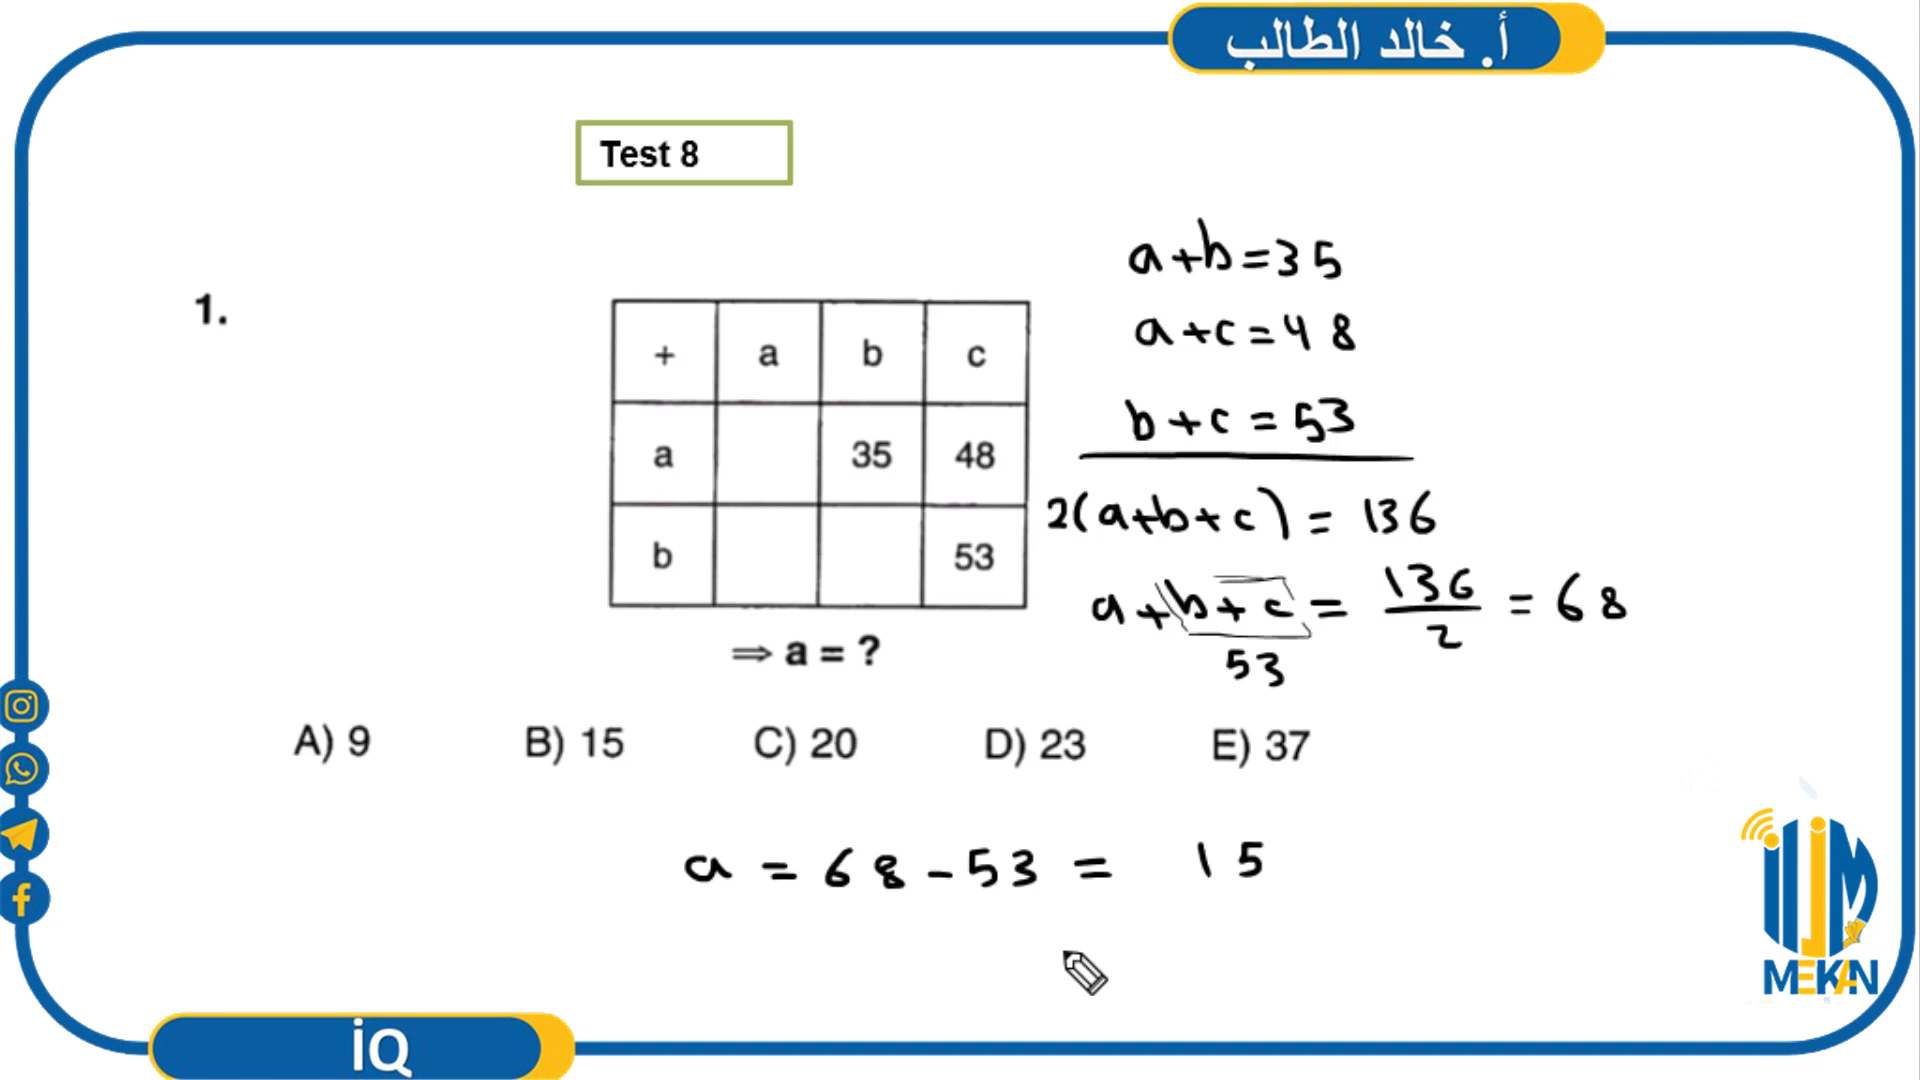 أ. خالد الطالب
Test 8
1.
+ a b c
a 35 48
b 53
⇒ a = ?
a+b=35
a+c=48
b+c=53
2(a+b+c)=136
a+b+c = 136/2 = 68
53
A) 9 B) 15 C) 20 D) 23 E) 37
a = 68-53 = 15
MEKAN
İQ